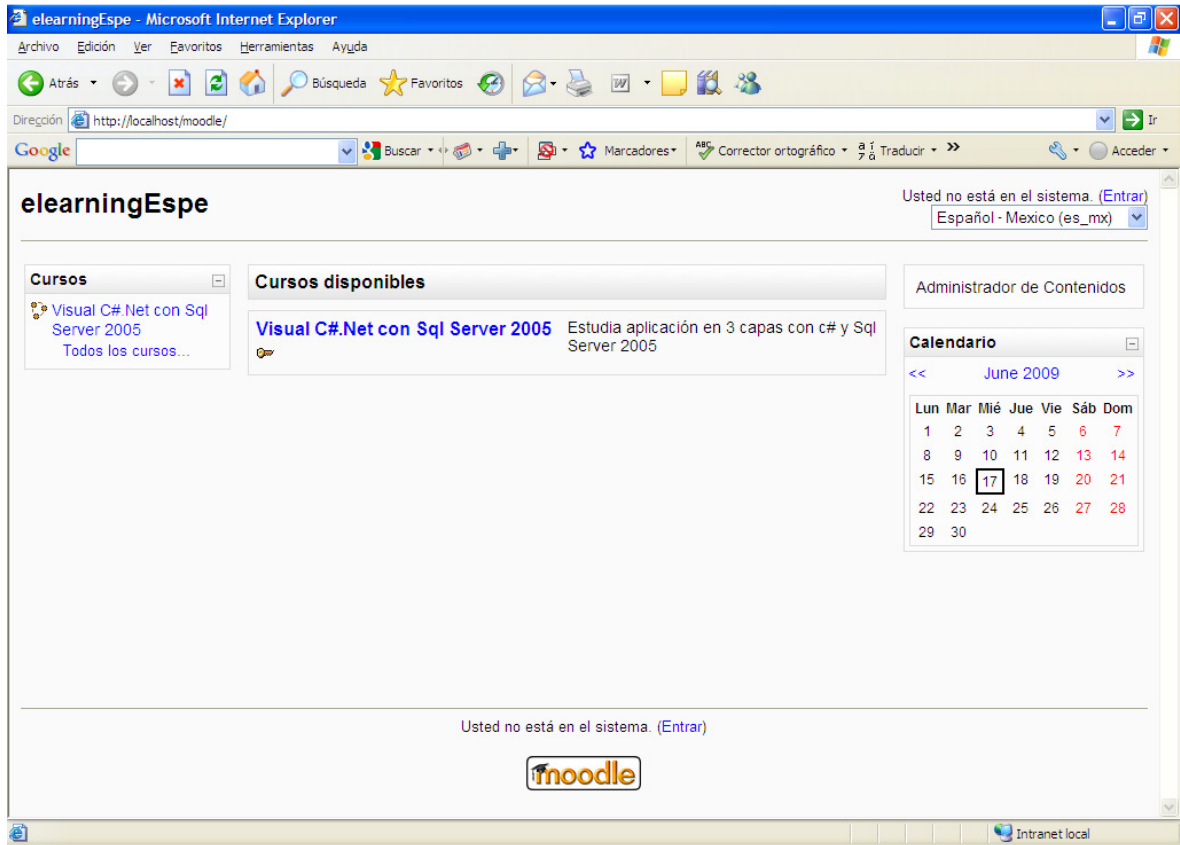 elearningEspe - Microsoft Internet Explorer
Archivo Edición Ver Favoritos Herramientas Ayuda
Atrás Búsqueda Favoritos
Dirección http://localhost/moodle/ Ir
Google Buscar Marcadores ABC Corrector ortográfico Traducir Acceder
elearningEspe
Usted no está en el sistema. (Entrar)
Español - Mexico (es_mx)
Cursos
Visual C#.Net con Sql
Server 2005
Todos los cursos...
Cursos disponibles
Visual C#.Net con Sql Server 2005
Estudia aplicación en 3 capas con c# y Sql
Server 2005
Administrador de Contenidos
Calendario
<< June 2009 >>
Lun Mar Mié Jue Vie Sáb Dom
1 2 3 4 5 6 7
8 9 10 11 12 13 14
15 16 17 18 19 20 21
22 23 24 25 26 27 28
29 30
Usted no está en el sistema. (Entrar)
moodle
Intranet local